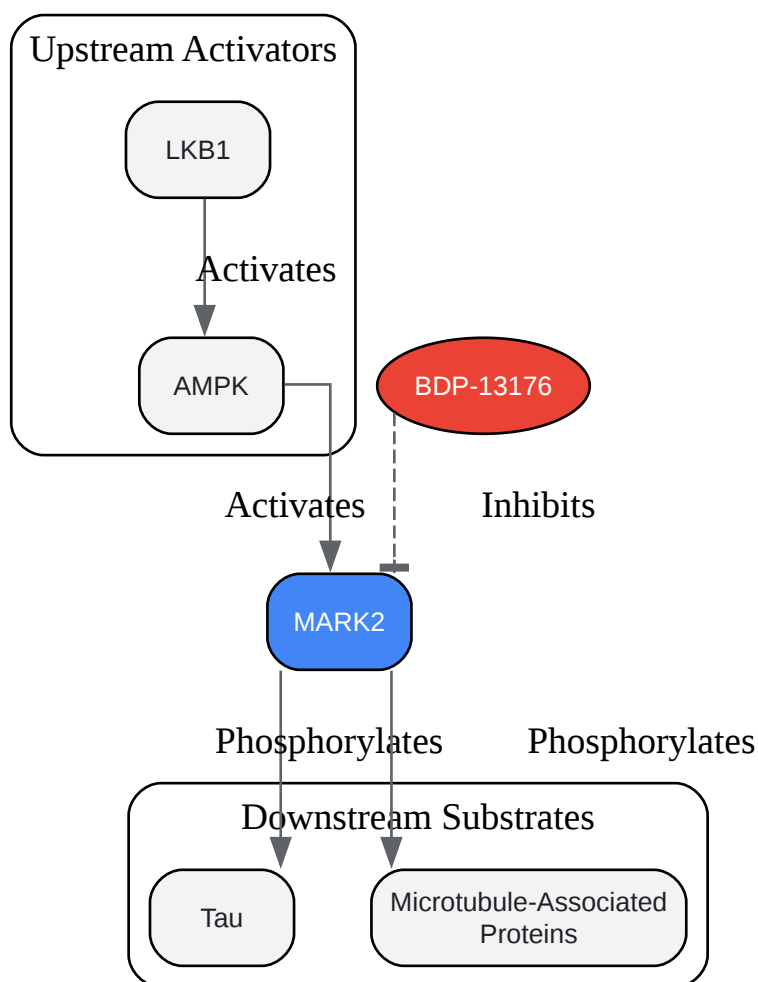 Upstream Activators
LKB1
Activates
AMPK
BDP-13176
Activates
Inhibits
MARK2
Phosphorylates
Phosphorylates
Downstream Substrates
Tau
Microtubule-Associated
Proteins